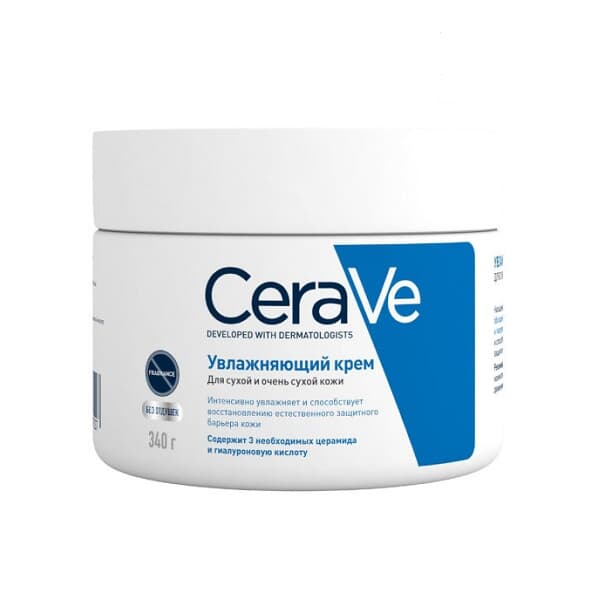 CeraVe
DEVELOPED WITH DERMATOLOGISTS
Увлажняющий крем
Для сухой и очень сухой кожи
Интенсивно увлажняет и способствует
восстановлению естественного защитного
барьера кожи
Содержит 3 необходимых церамида
и гиалуроновую кислоту
FRAGRANCE
БЕЗ ОТДУШЕК
340 г